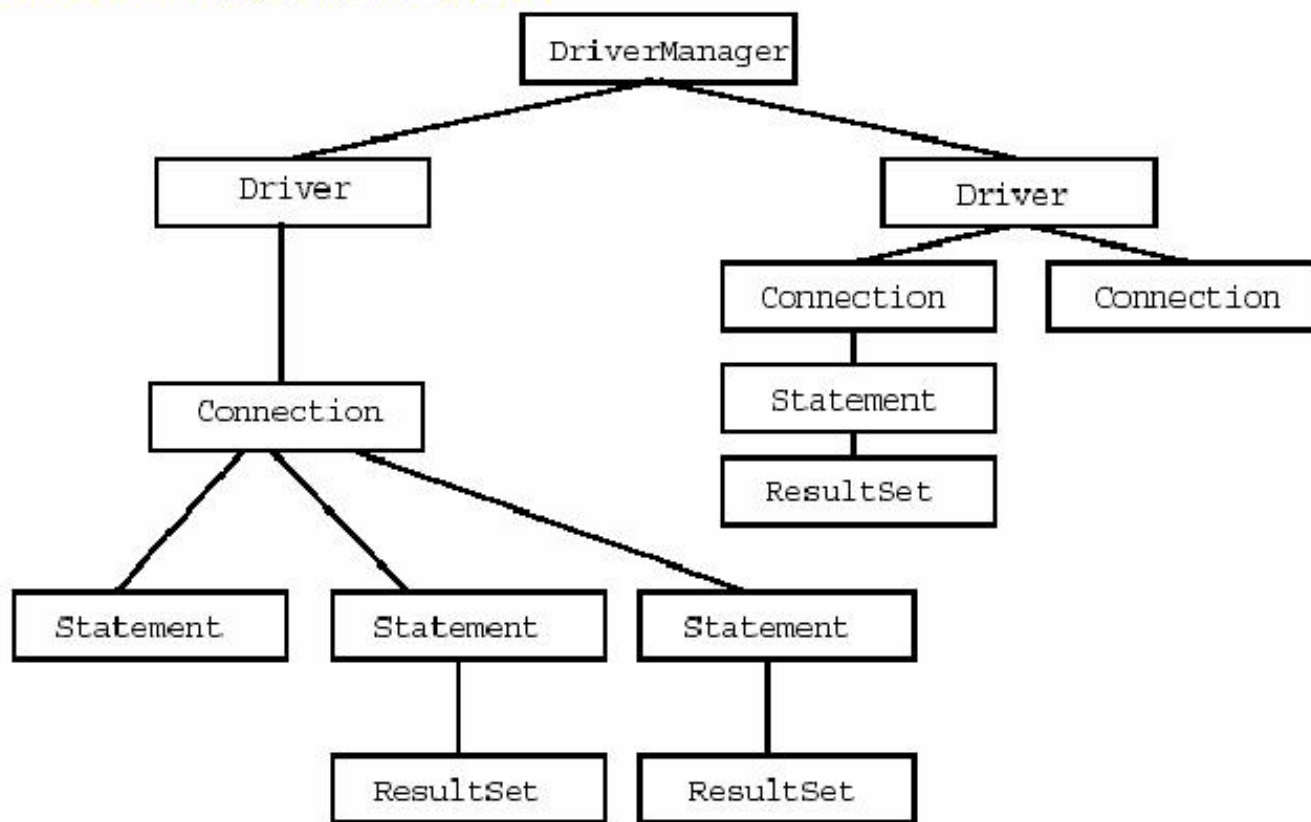 DriverManager
Driver
Driver
Connection
Connection
Connection
Statement
ResultSet
Statement
Statement
Statement
ResultSet
ResultSet